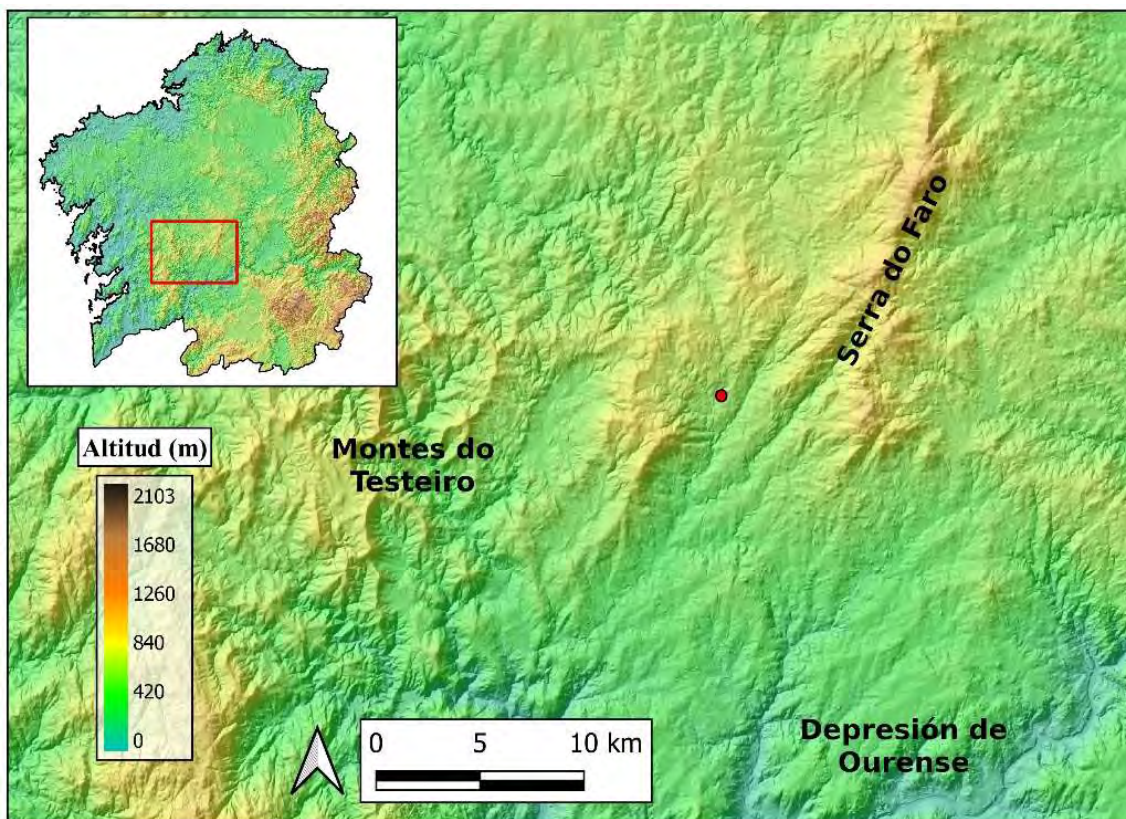 Serra do Faro
Montes do
Testeiro
Altitud (m)
2103
1680
1260
840
420
0
0 5 10 km
Depresión de
Ourense